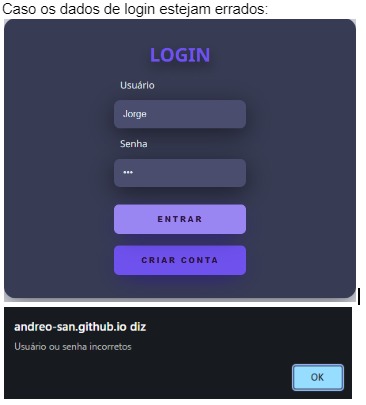 Caso os dados de login estejam errados:
LOGIN
Usuário
Jorge
Senha
•••
ENTRAR
CRIAR CONTA
andreo-san.github.io diz
Usuário ou senha incorretos
OK